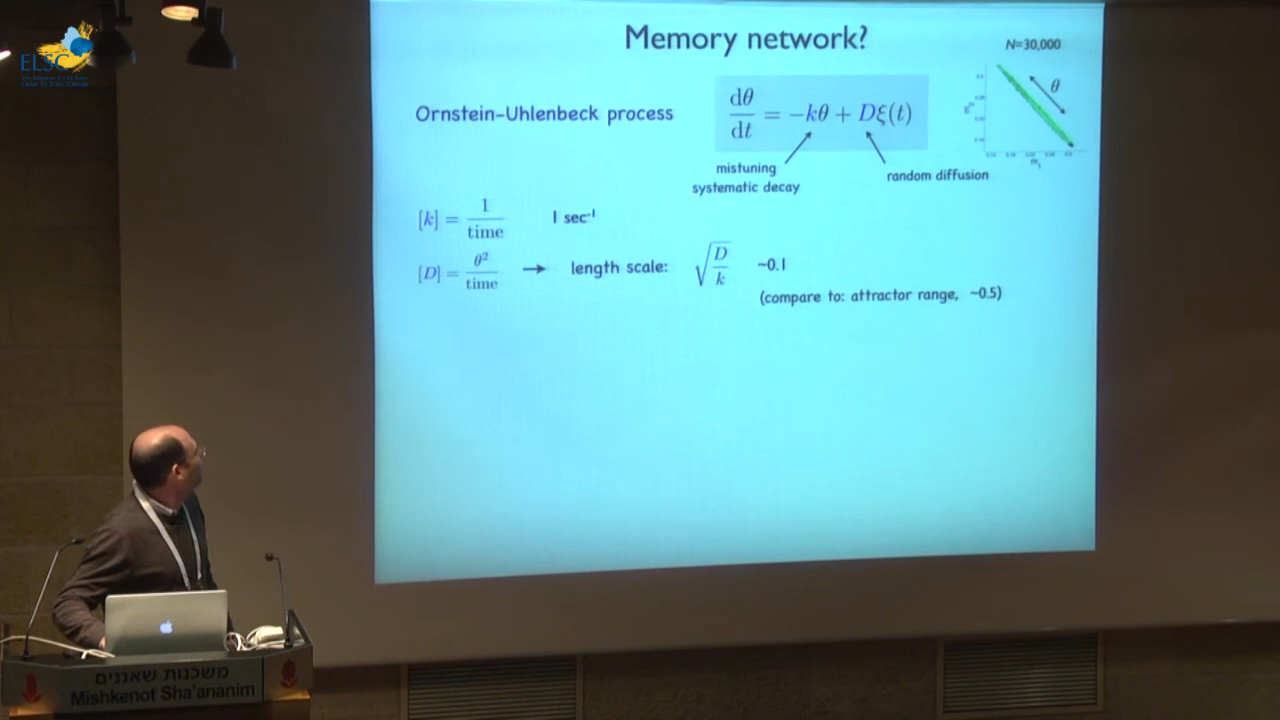 ELSC
Memory network?
N=30,000
Ornstein-Uhlenbeck process
dθ/dt = -kθ + Dξ(t)
θ
m₁
mistuning
systematic decay
random diffusion
[k] = 1/time
1 sec⁻¹
[D] = θ²/time → length scale: √(D/k) ~0.1
(compare to: attractor range, ~0.5)
משכנות שאננים
Mishkenot Sha'ananim